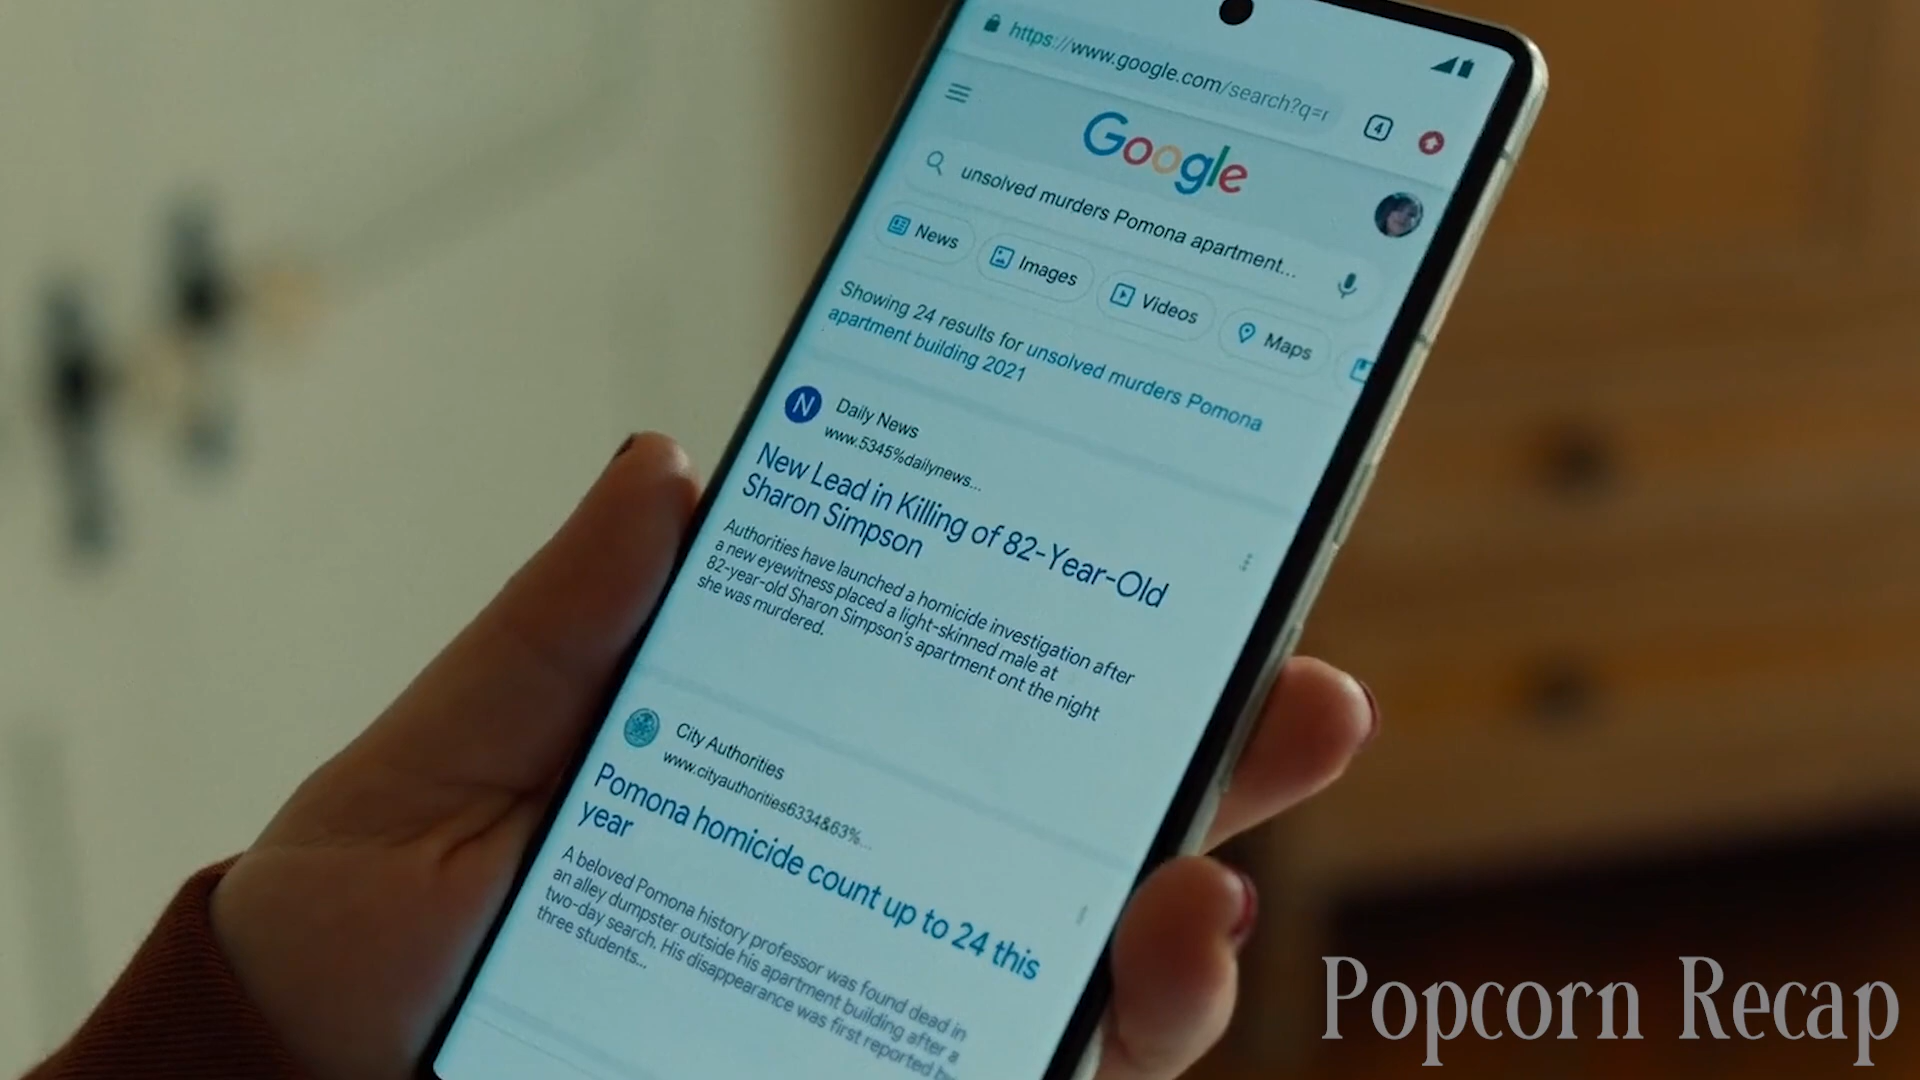 https://www.google.com/search?q=r
4
Google
unsolved murders Pomona apartment...
News
Images
Videos
Maps
Showing 24 results for unsolved murders Pomona
apartment building 2021
N
Daily News
www.5345%dailynews...
New Lead in Killing of 82-Year-Old
Sharon Simpson
Authorities have launched a homicide investigation after
a new eyewitness placed a light-skinned male at
82-year-old Sharon Simpson's apartment ont the night
she was murdered.
City Authorities
www.cityauthorities6334&63%...
Pomona homicide count up to 24 this
year
A beloved Pomona history professor was found dead in
an alley dumpster outside his apartment building after a
two-day search. His disappearance was first reported by
three students...
Popcorn Recap